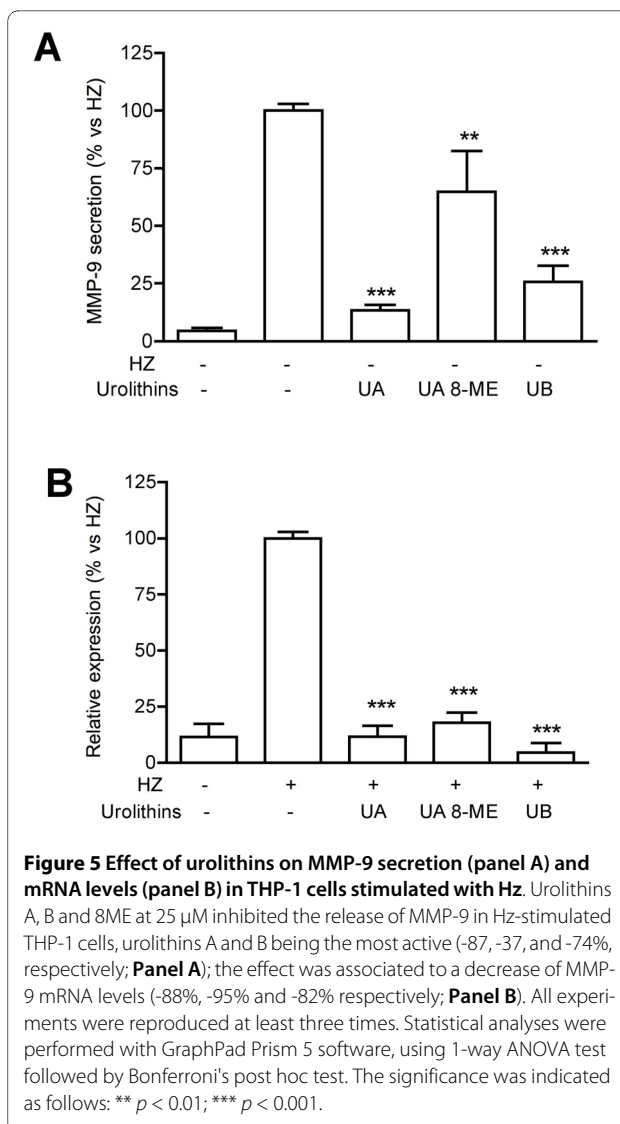 A
MMP-9 secretion (% vs HZ)
125
100
75
50
25
0
***
**
***
HZ - - - - -
Urolithins - - UA UA 8-ME UB
B
Relative expression (% vs HZ)
125
100
75
50
25
0
***
***
***
HZ - + + + +
Urolithins - - UA UA 8-ME UB
Figure 5 Effect of urolithins on MMP-9 secretion (panel A) and
mRNA levels (panel B) in THP-1 cells stimulated with Hz. Urolithins
A, B and 8ME at 25 μM inhibited the release of MMP-9 in Hz-stimulated
THP-1 cells, urolithins A and B being the most active (-87, -37, and -74%,
respectively; Panel A); the effect was associated to a decrease of MMP-
9 mRNA levels (-88%, -95% and -82% respectively; Panel B). All experi-
ments were reproduced at least three times. Statistical analyses were
performed with GraphPad Prism 5 software, using 1-way ANOVA test
followed by Bonferroni's post hoc test. The significance was indicated
as follows: ** p < 0.01; *** p < 0.001.